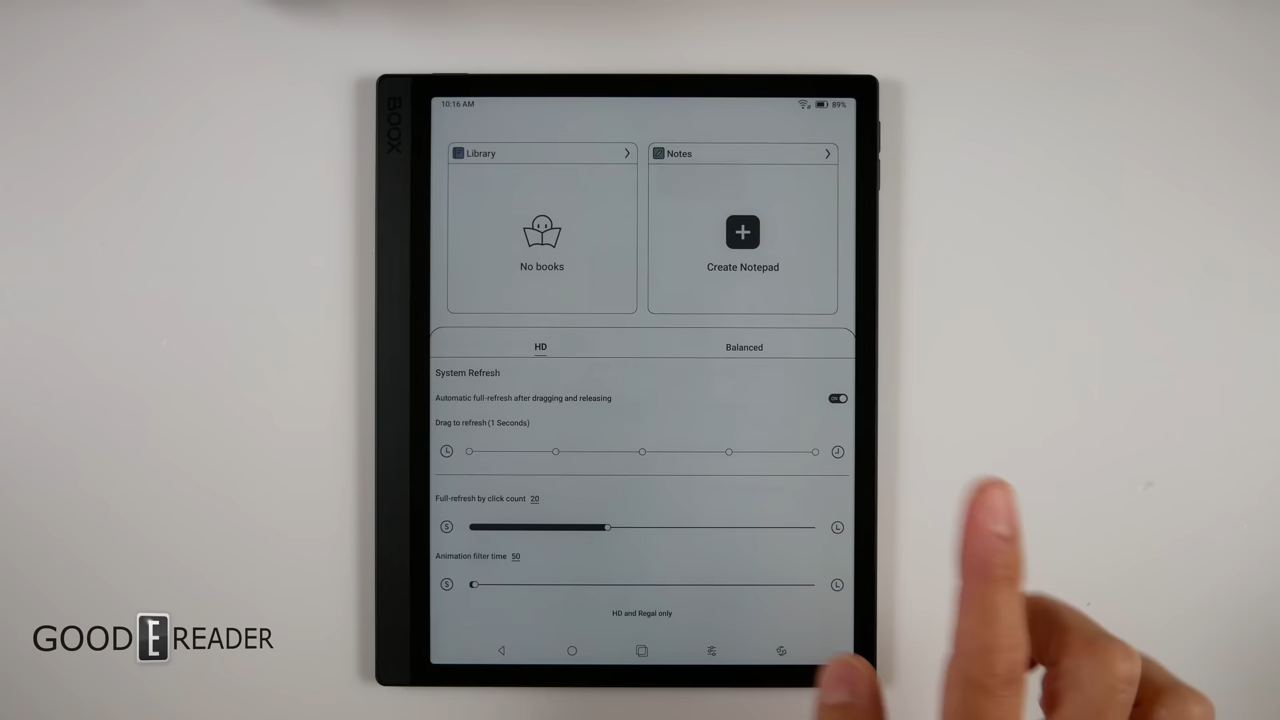 BOOX
10:16 AM
89%
Library
Notes
No books
Create Notepad
HD
Balanced
System Refresh
Automatic full-refresh after dragging and releasing
ON
Drag to refresh (1 Seconds)
Full-refresh by click count 20
S
L
Animation filter time 50
S
L
HD and Regal only
GOOD E READER